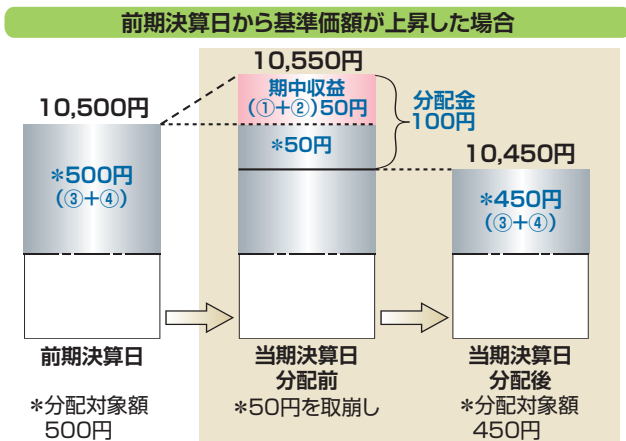 前期決算日から基準価額が上昇した場合
10,550円
期中収益
(①+②)50円
分配金
100円
10,500円
*50円
10,450円
*500円
(③+④)
*450円
(③+④)
前期決算日
当期決算日
分配前
当期決算日
分配後
*分配対象額
500円
*50円を取崩し
*分配対象額
450円